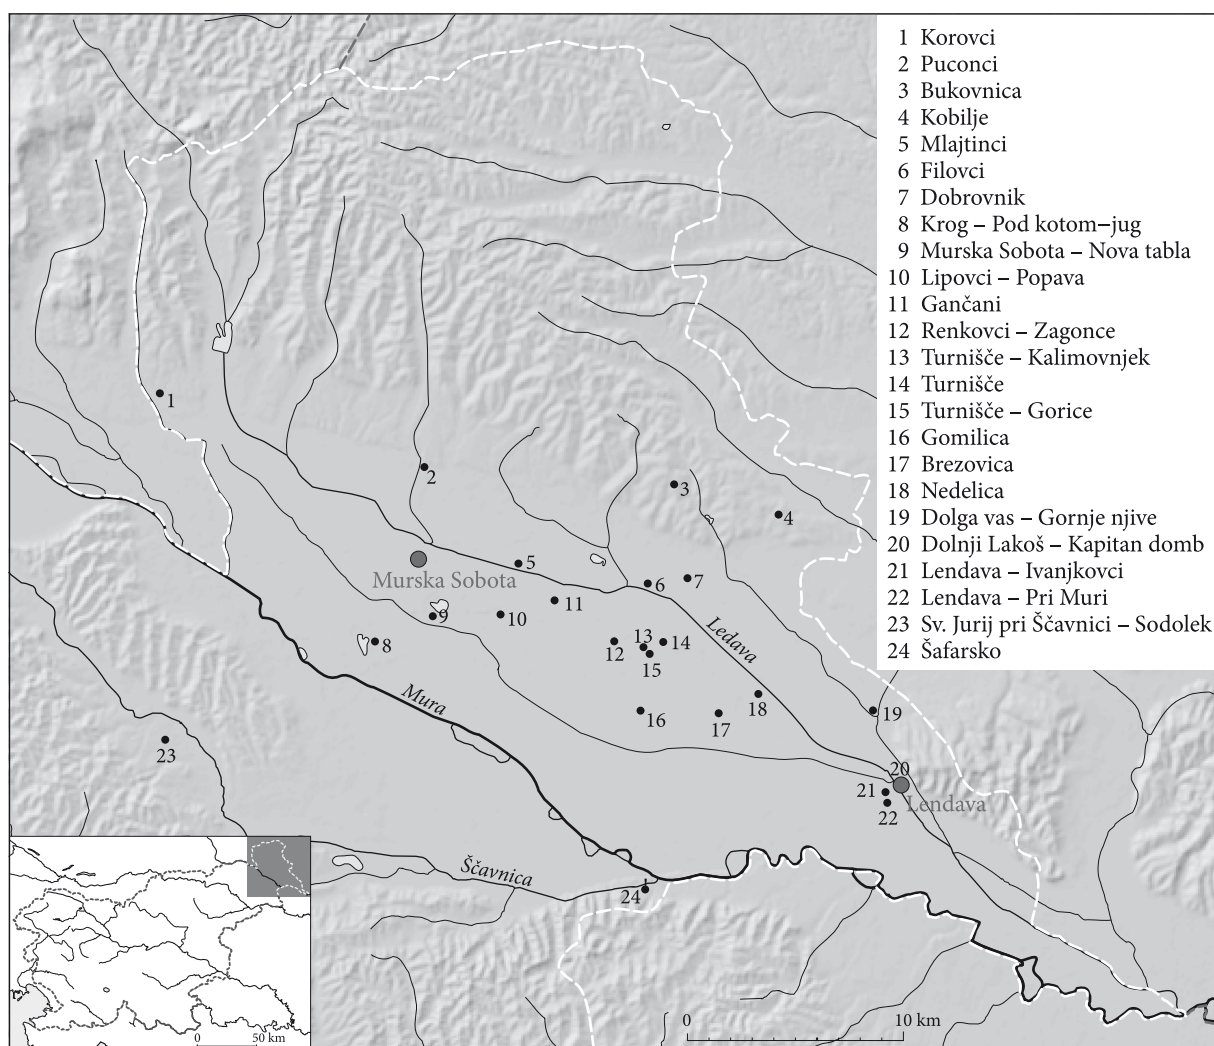 1 Korovci
2 Puconci
3 Bukovnica
4 Kobilje
5 Mlajtinci
6 Filovci
7 Dobrovnik
8 Krog – Pod kotom–jug
9 Murska Sobota – Nova tabla
10 Lipovci – Popava
11 Gančani
12 Renkovci – Zagonce
13 Turnišče – Kalimovnjek
14 Turnišče
15 Turnišče – Gorice
16 Gomilica
17 Brezovica
18 Nedelica
19 Dolga vas – Gornje njive
20 Dolnji Lakoš – Kapitan domb
21 Lendava – Ivanjkovci
22 Lendava – Pri Muri
23 Sv. Jurij pri Ščavnici – Sodolek
24 Šafarsko
1
2
3
4
5
Murska Sobota
6
7
11
9
10
8
12
13
14
15
Ledava
Mura
16
17
18
19
23
20
21
Lendava
22
Ščavnica
24
0 10 km
0 50 km